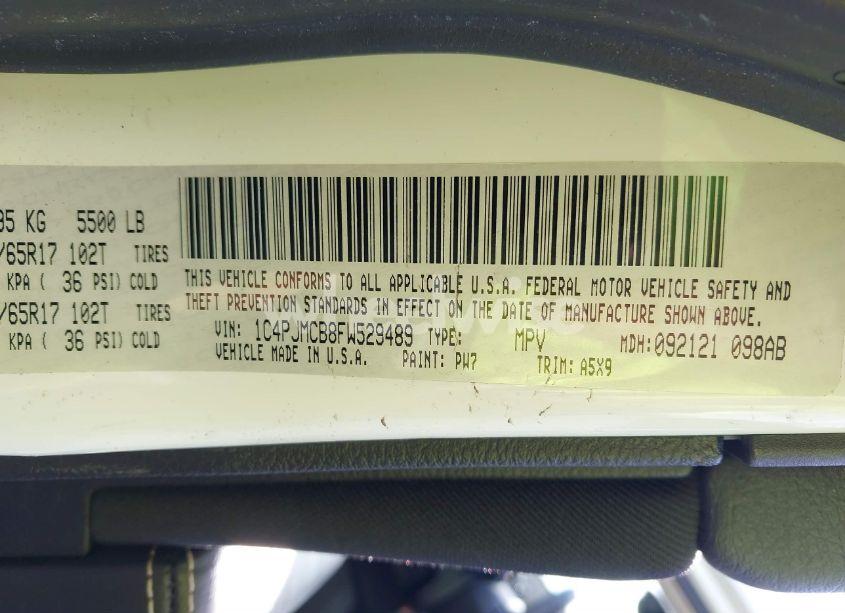 85 KG 5500 LB
/65R17 102T TIRES
KPA ( 36 PSI) COLD
/65R17 102T TIRES
KPA ( 36 PSI) COLD
THIS VEHICLE CONFORMS TO ALL APPLICABLE U.S.A. FEDERAL MOTOR VEHICLE SAFETY AND
THEFT PREVENTION STANDARDS IN EFFECT ON THE DATE OF MANUFACTURE SHOWN ABOVE.
VIN: 1C4PJMCB8FW529489 TYPE: MPV MDH:092121 098AB
VEHICLE MADE IN U.S.A. PAINT: PW7 TRIM: A5X9